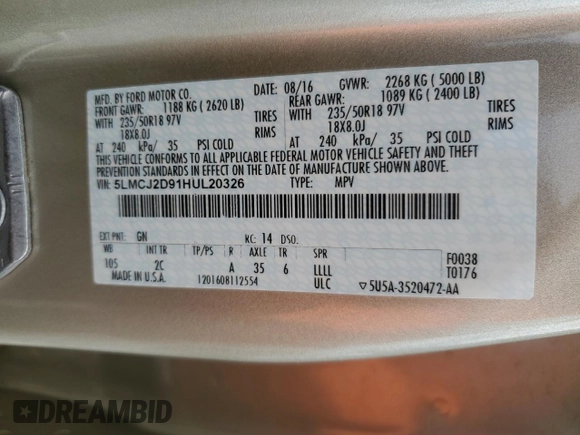 MFD. BY FORD MOTOR CO.
DATE: 08/16 GVWR: 2268 KG ( 5000 LB)
FRONT GAWR: 1188 KG ( 2620 LB)
REAR GAWR: 1089 KG ( 2400 LB)
WITH 235/50R18 97V TIRES
WITH 235/50R18 97V TIRES
18X8.0J RIMS
18X8.0J RIMS
AT 240 kPa/ 35 PSI COLD
AT 240 kPa/ 35 PSI COLD
THIS VEHICLE CONFORMS TO ALL APPLICABLE FEDERAL MOTOR VEHICLE SAFETY AND THEFT
PREVENTION STANDARDS IN EFFECT ON THE DATE OF MANUFACTURE SHOWN ABOVE.
VIN: 5LMCJ2D91HUL20326 TYPE: MPV
EXT PNT: GN RC: 14 DSO:
WB INT TR TP/PS R AXLE TR SPR
F0038
105 2C A 35 6 LLLL
T0176
MADE IN U.S.A. 1201608112554 ULC
5U5A-3520472-AA
DREAMBID